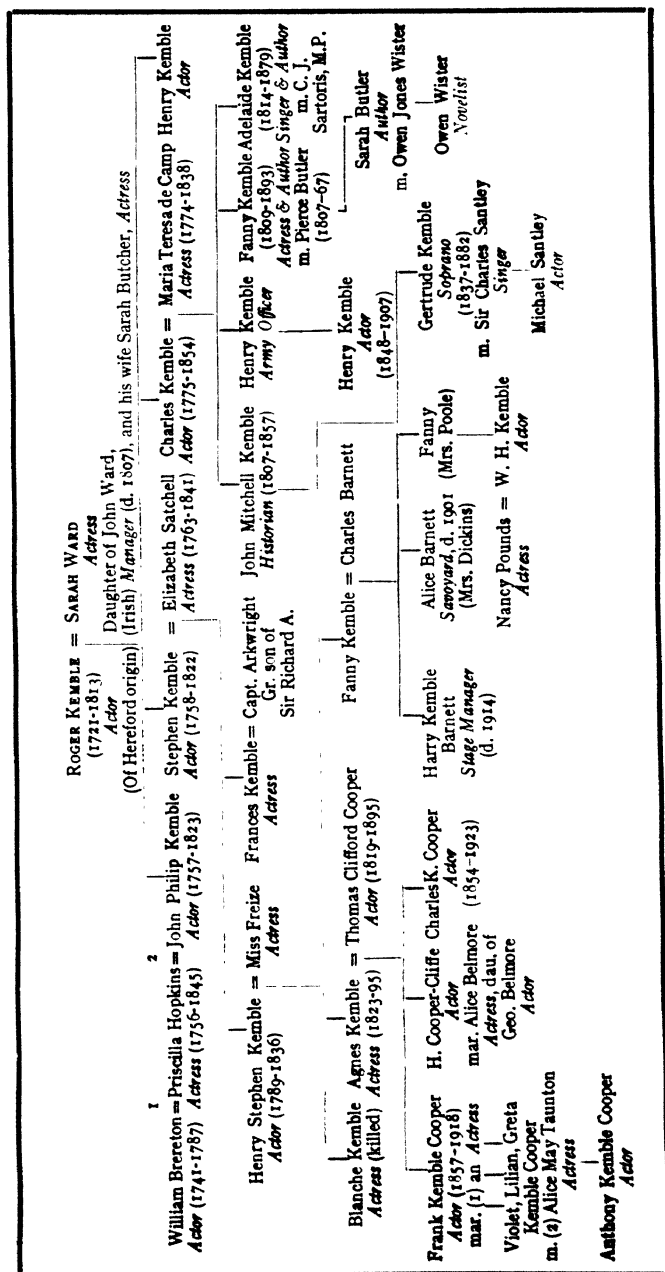 ROGER KEMBLE = SARAH WARD
(1721-1813) Actress
Actor Daughter of John Ward,
(Of Hereford origin) (Irish) Manager (d. 1807), and his wife Sarah Butcher, Actress
1 2
William Brereton = Priscilla Hopkins = John Philip Kemble Stephen Kemble = Elizabeth Satchell Charles Kemble = Maria Teresa de Camp Henry Kemble
Actor (1741-1787) Actress (1756-1845) Actor (1757-1823) Actor (1758-1822) Actress (1763-1841) Actor (1775-1854) Actress (1774-1838) Actor
Henry Stephen Kemble = Miss Freize Frances Kemble = Capt. Arkwright John Mitchell Kemble Henry Kemble Fanny Kemble Adelaide Kemble
Actor (1789-1836) Actress Actress Gr. son of Historian (1807-1857) Army Officer (1809-1893) (1814-1879)
Sir Richard A. Actress & Author Singer & Author
m. Pierce Butler m. C. J.
(1807-67) Sartoris, M.P.
Blanche Kemble Agnes Kemble = Thomas Clifford Cooper Fanny Kemble = Charles Barnett Henry Kemble Sarah Butler
Actress (killed) Actress (1823-95) Actor (1819-1895) Actor Author
(1848-1907) m. Owen Jones Wister
Frank Kemble Cooper H. Cooper-Cliffe Charles K. Cooper Harry Kemble Alice Barnett Fanny Gertrude Kemble Owen Wister
Actor (1857-1918) Actor Actor Barnett Savoyard, d. 1901 (Mrs. Poole) Soprano Novelist
mar. (1) an Actress mar. Alice Belmore (1854-1923) Stage Manager (Mrs. Dickins) (1837-1882)
Actress, dau. of (d. 1914) m. Sir Charles Santley
Geo. Belmore Singer
Actor
Violet, Lilian, Greta Nancy Pounds = W. H. Kemble Michael Santley
Kemble Cooper Actress Actor Actor
m. (2) Alice May Taunton
Actress
Anthony Kemble Cooper
Actor